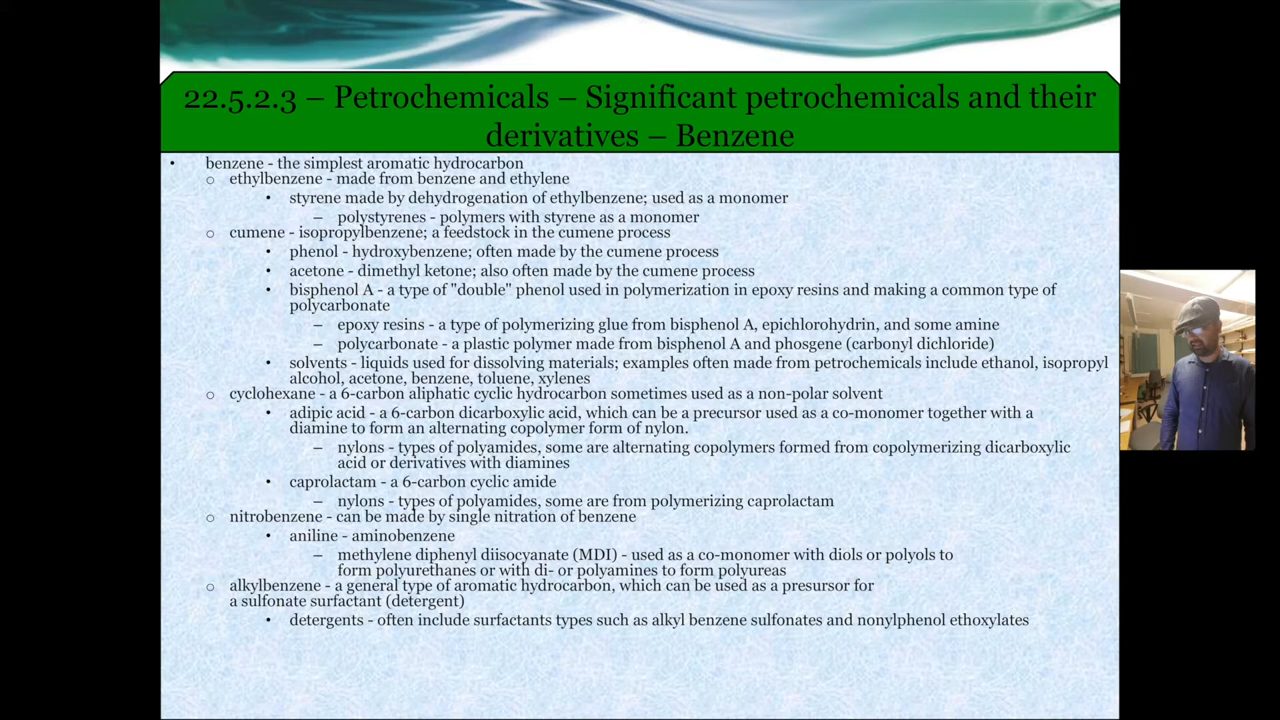 22.5.2.3 – Petrochemicals – Significant petrochemicals and their
derivatives – Benzene
• benzene - the simplest aromatic hydrocarbon
o ethylbenzene - made from benzene and ethylene
• styrene made by dehydrogenation of ethylbenzene; used as a monomer
– polystyrenes - polymers with styrene as a monomer
o cumene - isopropylbenzene; a feedstock in the cumene process
• phenol - hydroxybenzene; often made by the cumene process
• acetone - dimethyl ketone; also often made by the cumene process
• bisphenol A - a type of "double" phenol used in polymerization in epoxy resins and making a common type of
polycarbonate
– epoxy resins - a type of polymerizing glue from bisphenol A, epichlorohydrin, and some amine
– polycarbonate - a plastic polymer made from bisphenol A and phosgene (carbonyl dichloride)
• solvents - liquids used for dissolving materials; examples often made from petrochemicals include ethanol, isopropyl
alcohol, acetone, benzene, toluene, xylenes
o cyclohexane - a 6-carbon aliphatic cyclic hydrocarbon sometimes used as a non-polar solvent
• adipic acid - a 6-carbon dicarboxylic acid, which can be a precursor used as a co-monomer together with a
diamine to form an alternating copolymer form of nylon.
– nylons - types of polyamides, some are alternating copolymers formed from copolymerizing dicarboxylic
acid or derivatives with diamines
• caprolactam - a 6-carbon cyclic amide
– nylons - types of polyamides, some are from polymerizing caprolactam
o nitrobenzene - can be made by single nitration of benzene
• aniline - aminobenzene
– methylene diphenyl diisocyanate (MDI) - used as a co-monomer with diols or polyols to
form polyurethanes or with di- or polyamines to form polyureas
o alkylbenzene - a general type of aromatic hydrocarbon, which can be used as a presursor for
a sulfonate surfactant (detergent)
• detergents - often include surfactants types such as alkyl benzene sulfonates and nonylphenol ethoxylates